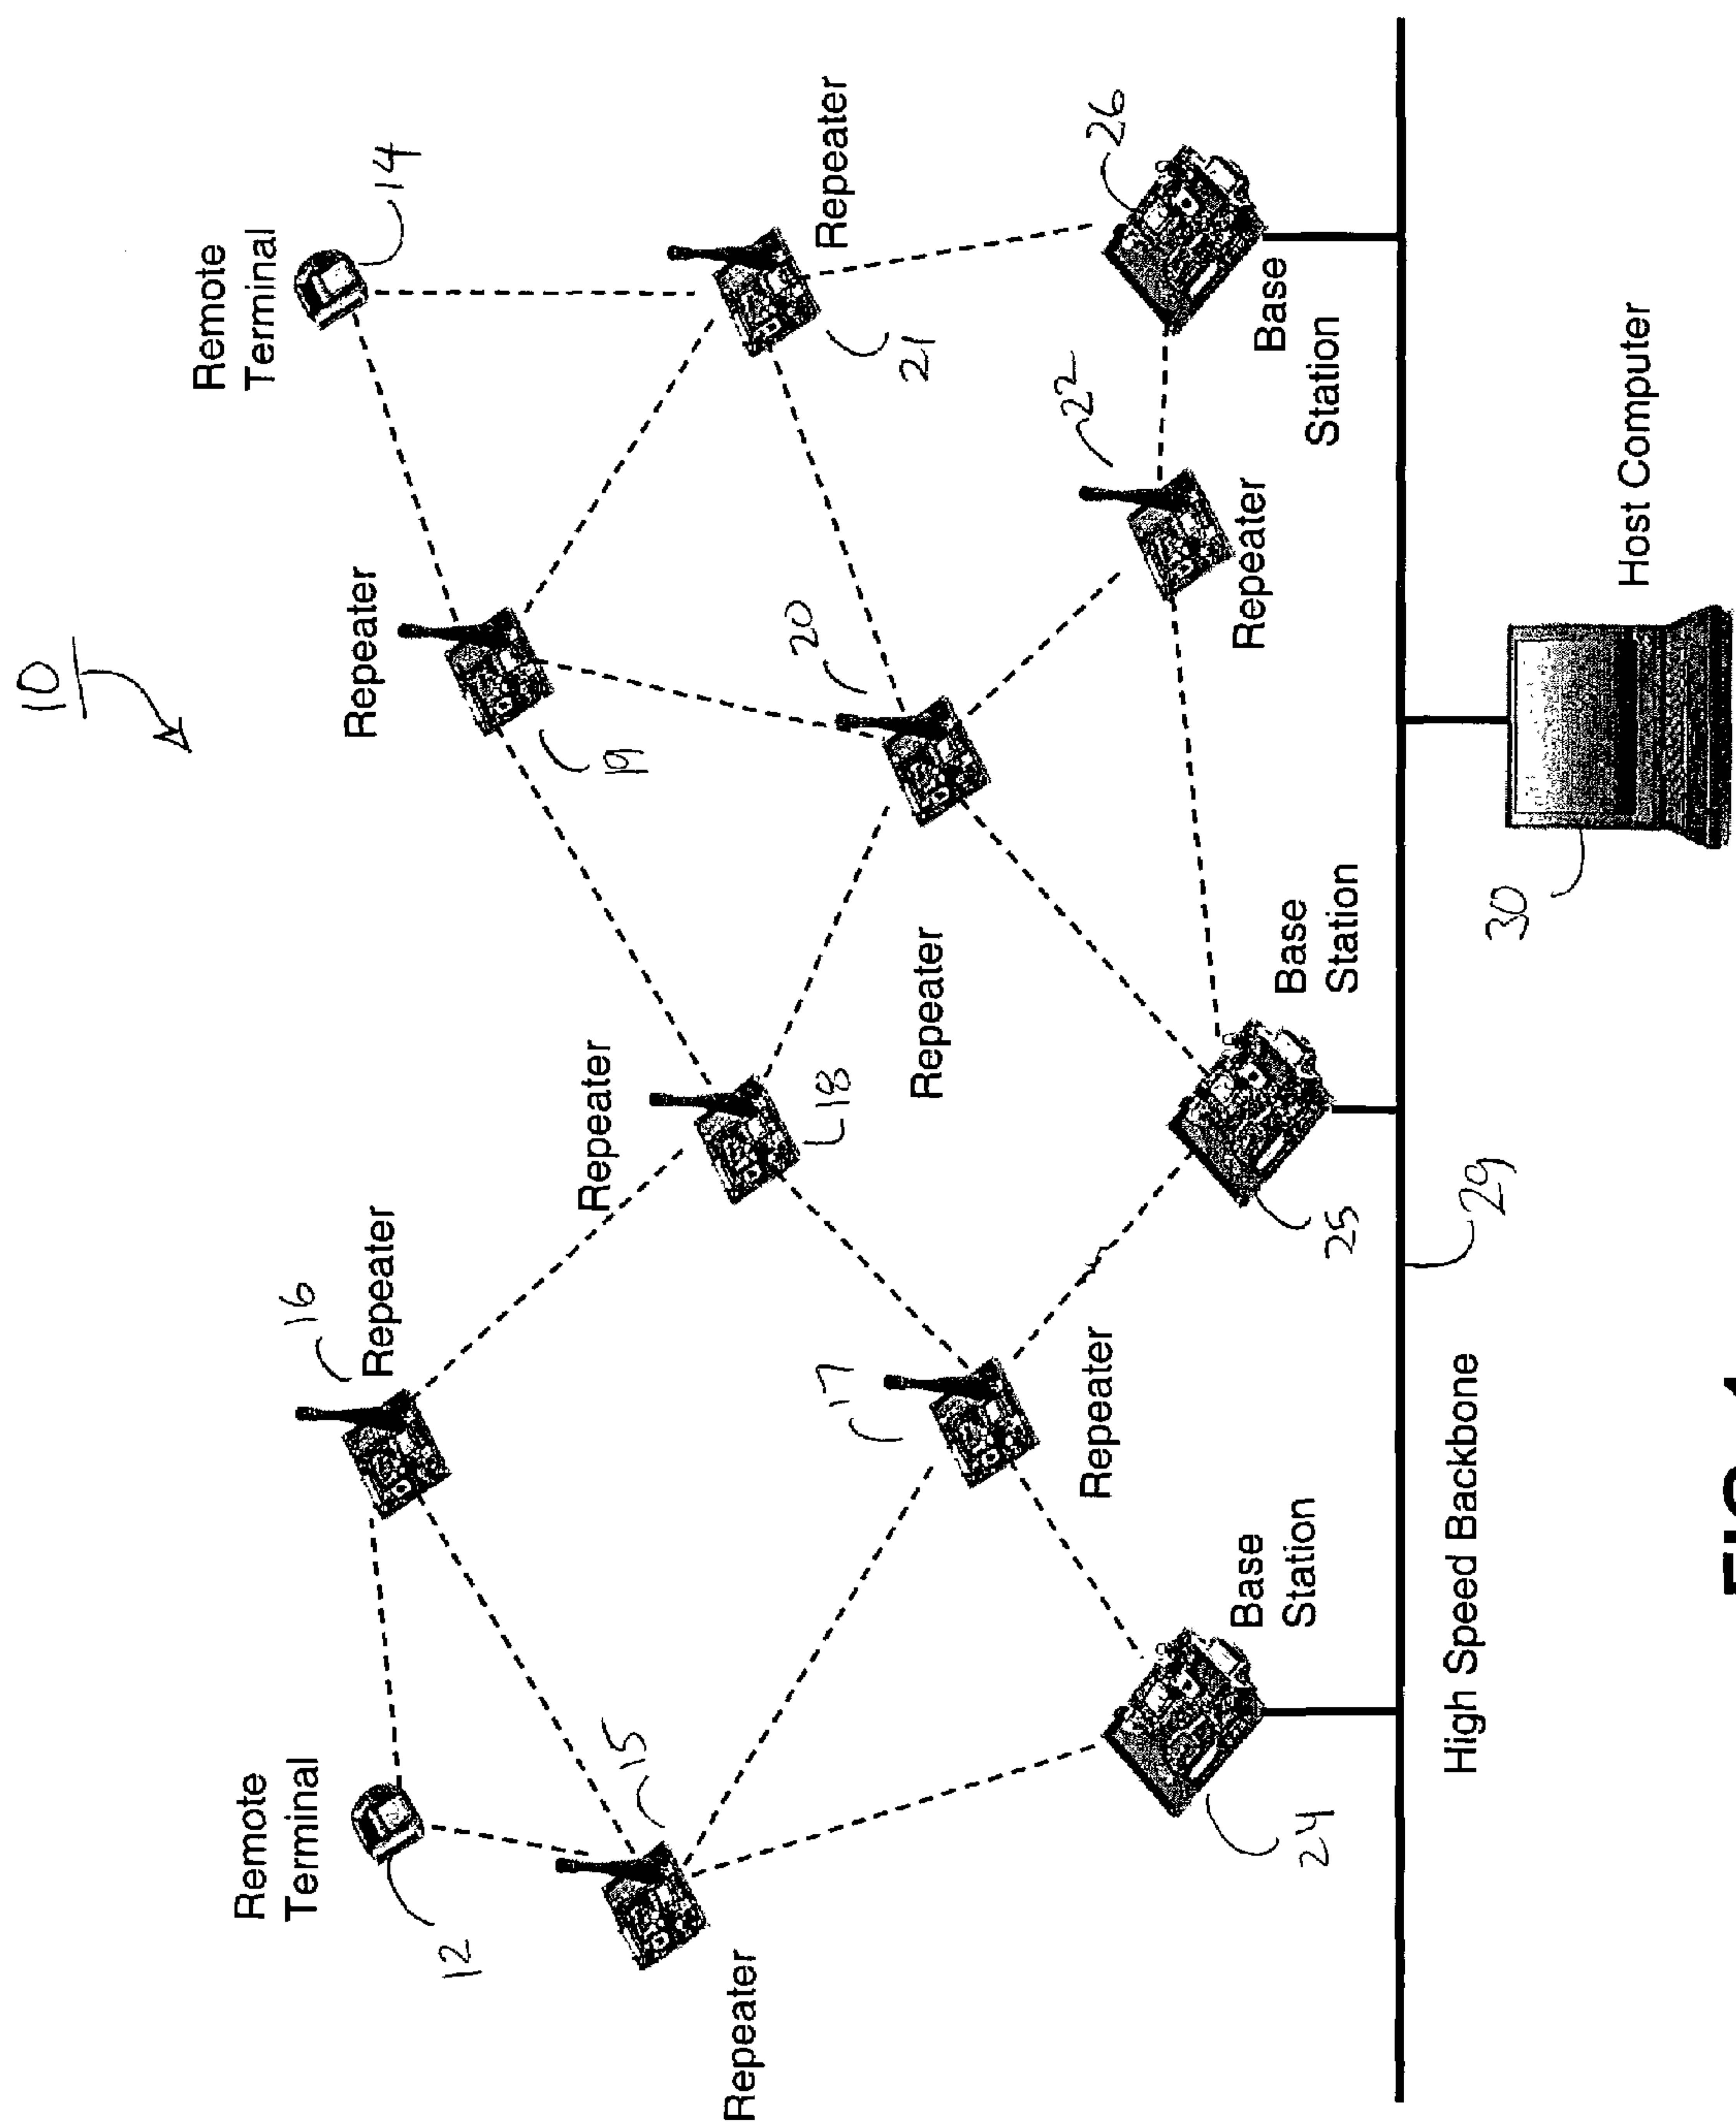 10
Remote
Terminal
12
Repeater
16
Repeater
15
Repeater
18
Repeater
19
Remote
Terminal
14
Repeater
17
Repeater
20
Repeater
21
Repeater
22
Base
Station
24
Base
Station
25
Base
Station
26
High Speed Backbone
29
30
Host Computer